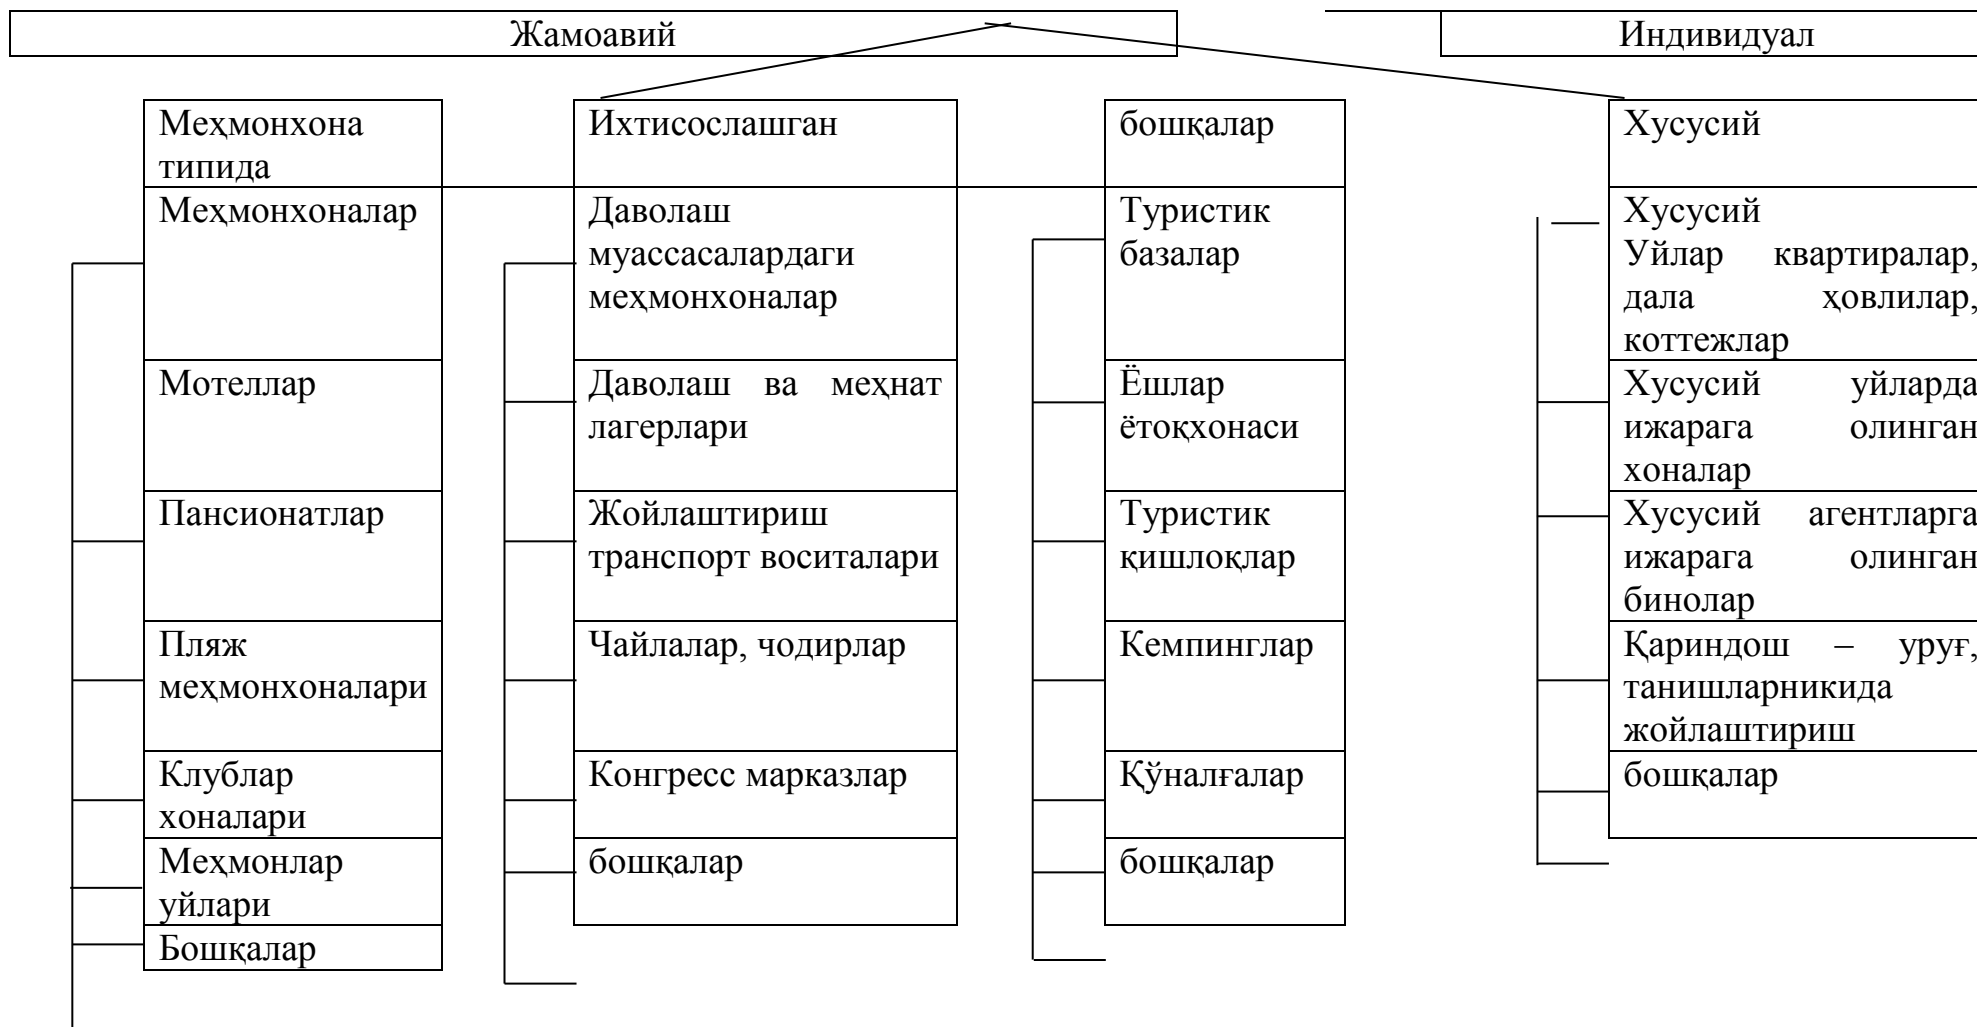 Жамоавий
Индивидуал
Меҳмонхона
типида
Меҳмонхоналар
Мотеллар
Пансионатлар
Пляж
меҳмонхоналари
Клублар
хоналари
Меҳмонлар
уйлари
Бошқалар
Ихтисослашган
Даволаш
муассасалардаги
меҳмонхоналар
Даволаш ва меҳнат
лагерлари
Жойлаштириш
транспорт воситалари
Чайлалар, чодирлар
Конгресс марказлар
бошқалар
бошқалар
Туристик
базалар
Ёшлар
ётоқхонаси
Туристик
қишлоқлар
Кемпинглар
Қўналғалар
бошқалар
Хусусий
Хусусий
Уйлар квартиралар,
дала ҳовлилар,
коттежлар
Хусусий уйларда
ижарага олинган
хоналар
Хусусий агентларга
ижарага олинган
бинолар
Қариндош – уруғ,
танишларникида
жойлаштириш
бошқалар